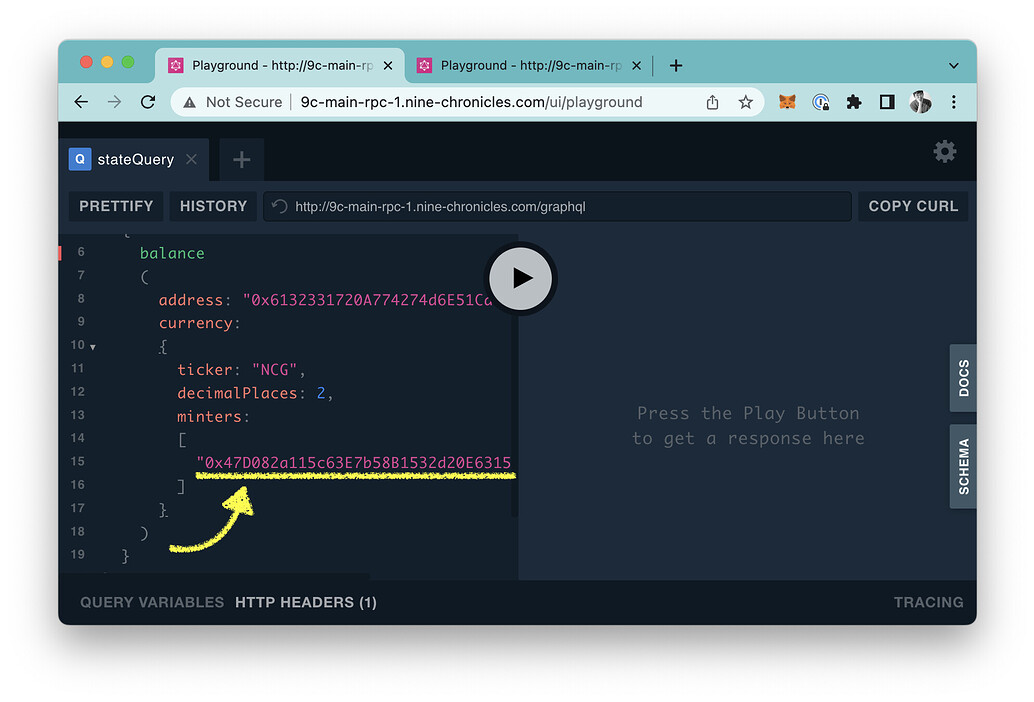 Playground - http://9c-main-rp
Playground - http://9c-main-rp
Not Secure
9c-main-rpc-1.nine-chronicles.com/ui/playground
Q stateQuery
PRETTIFY
HISTORY
http://9c-main-rpc-1.nine-chronicles.com/graphql
COPY CURL
6 balance
7 (
8 address: "0x6132331720A774274d6E51Ca
9 currency:
10 {
11 ticker: "NCG",
12 decimalPlaces: 2,
13 minters:
14 [
15 "0x47D082a115c63E7b58B1532d20E6315
16 ]
17 }
18 )
19 }
Press the Play Button
to get a response here
DOCS
SCHEMA
QUERY VARIABLES
HTTP HEADERS (1)
TRACING